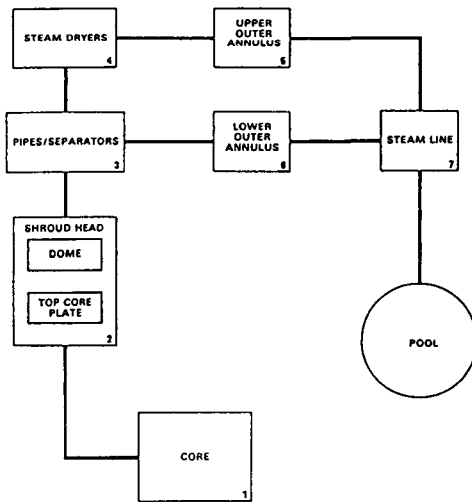 STEAM DRYERS
4
UPPER
OUTER
ANNULUS
5
PIPES/SEPARATORS
3
LOWER
OUTER
ANNULUS
6
STEAM LINE
7
SHROUD HEAD
DOME
TOP CORE
PLATE
2
POOL
CORE
1